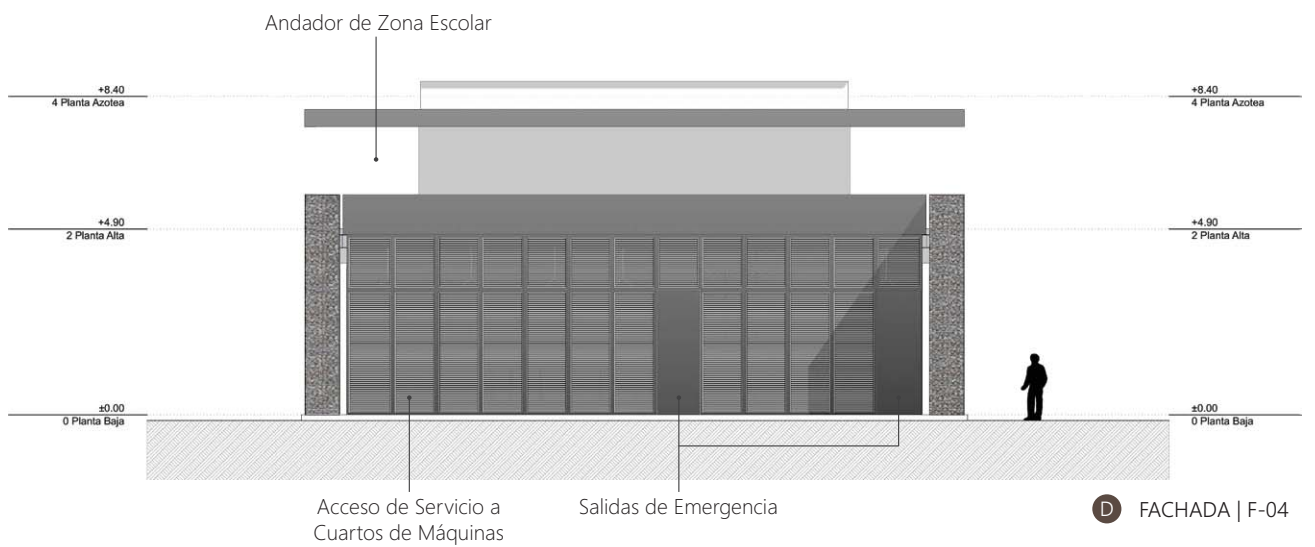 Andador de Zona Escolar
+8.40
4 Planta Azotea
+8.40
4 Planta Azotea
+4.90
2 Planta Alta
+4.90
2 Planta Alta
±0.00
0 Planta Baja
±0.00
0 Planta Baja
Acceso de Servicio a
Cuartos de Máquinas
Salidas de Emergencia
D FACHADA | F-04